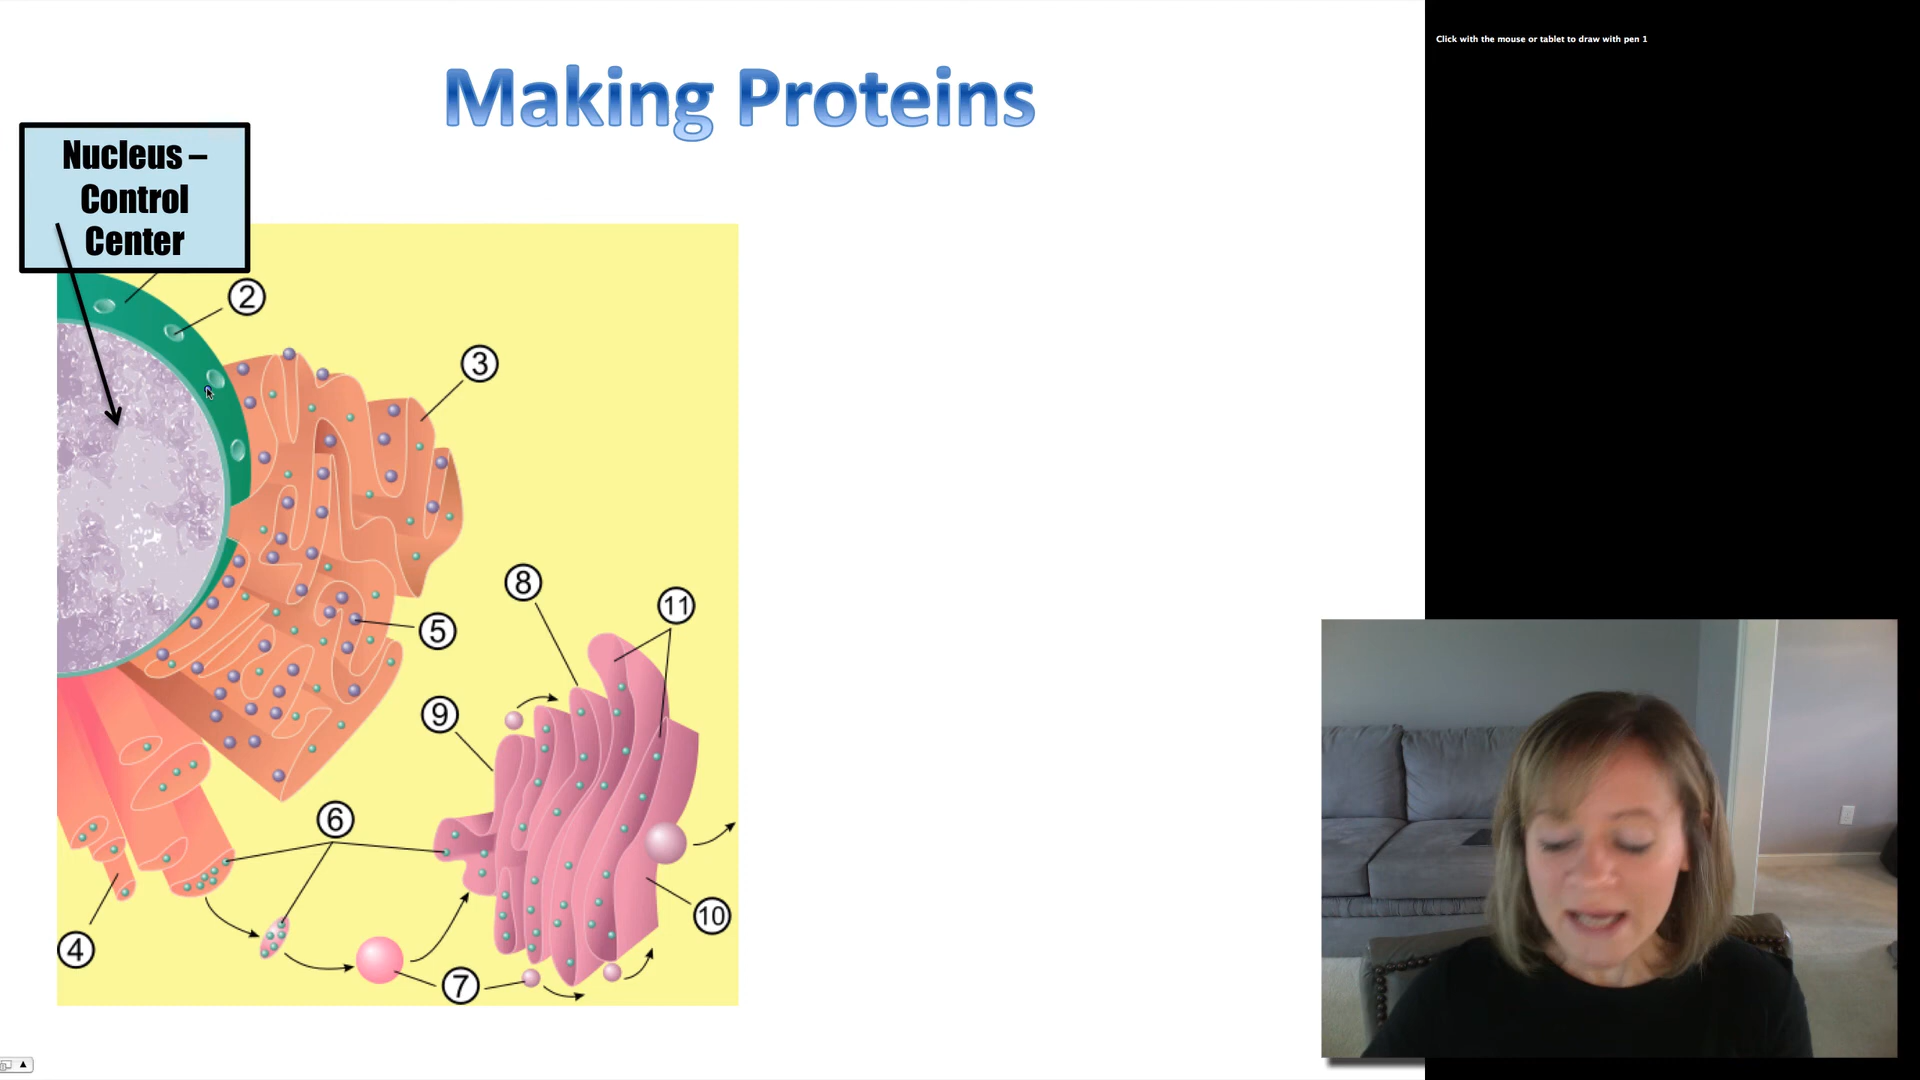 Click with the mouse or tablet to draw with pen 1
Making Proteins
Nucleus –
Control
Center
2
3
5
8
11
9
6
10
4
7